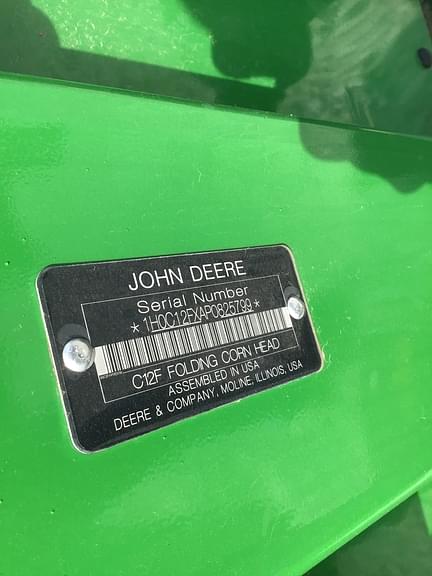 JOHN DEERE
Serial Number
*1H0C12FXAP0825799*
C12F FOLDING CORN HEAD
ASSEMBLED IN USA
DEERE & COMPANY, MOLINE, ILLINOIS, USA